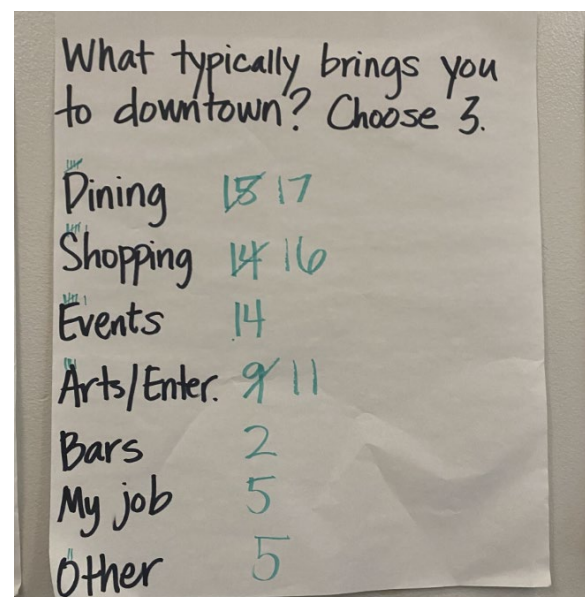 What typically brings you
to downtown? Choose 3.
Dining 17
Shopping 14 16
Events 14
Arts/Enter. 9 11
Bars 2
My job 5
Other 5